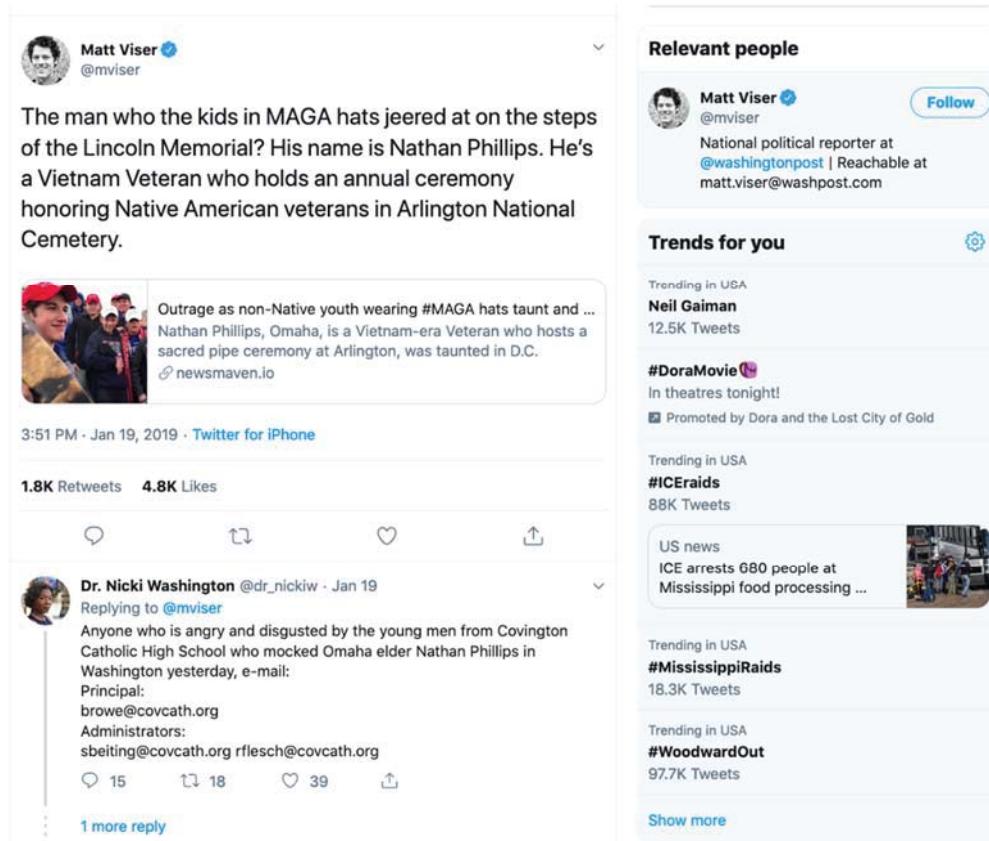 Matt Viser
@mviser
The man who the kids in MAGA hats jeered at on the steps
of the Lincoln Memorial? His name is Nathan Phillips. He's
a Vietnam Veteran who holds an annual ceremony
honoring Native American veterans in Arlington National
Cemetery.
Outrage as non-Native youth wearing #MAGA hats taunt and ...
Nathan Phillips, Omaha, is a Vietnam-era Veteran who hosts a
sacred pipe ceremony at Arlington, was taunted in D.C.
newsmaven.io
3:51 PM · Jan 19, 2019 · Twitter for iPhone
1.8K Retweets 4.8K Likes
Dr. Nicki Washington @dr_nickiw · Jan 19
Replying to @mviser
Anyone who is angry and disgusted by the young men from Covington
Catholic High School who mocked Omaha elder Nathan Phillips in
Washington yesterday, e-mail:
Principal:
browe@covcath.org
Administrators:
sbeiting@covcath.org rflesch@covcath.org
15 18 39
1 more reply
Relevant people
Matt Viser
@mviser
Follow
National political reporter at
@washingtonpost | Reachable at
matt.viser@washpost.com
Trends for you
Trending in USA
Neil Gaiman
12.5K Tweets
#DoraMovie
In theatres tonight!
Promoted by Dora and the Lost City of Gold
Trending in USA
#ICEraids
88K Tweets
US news
ICE arrests 680 people at
Mississippi food processing ...
Trending in USA
#MississippiRaids
18.3K Tweets
Trending in USA
#WoodwardOut
97.7K Tweets
Show more